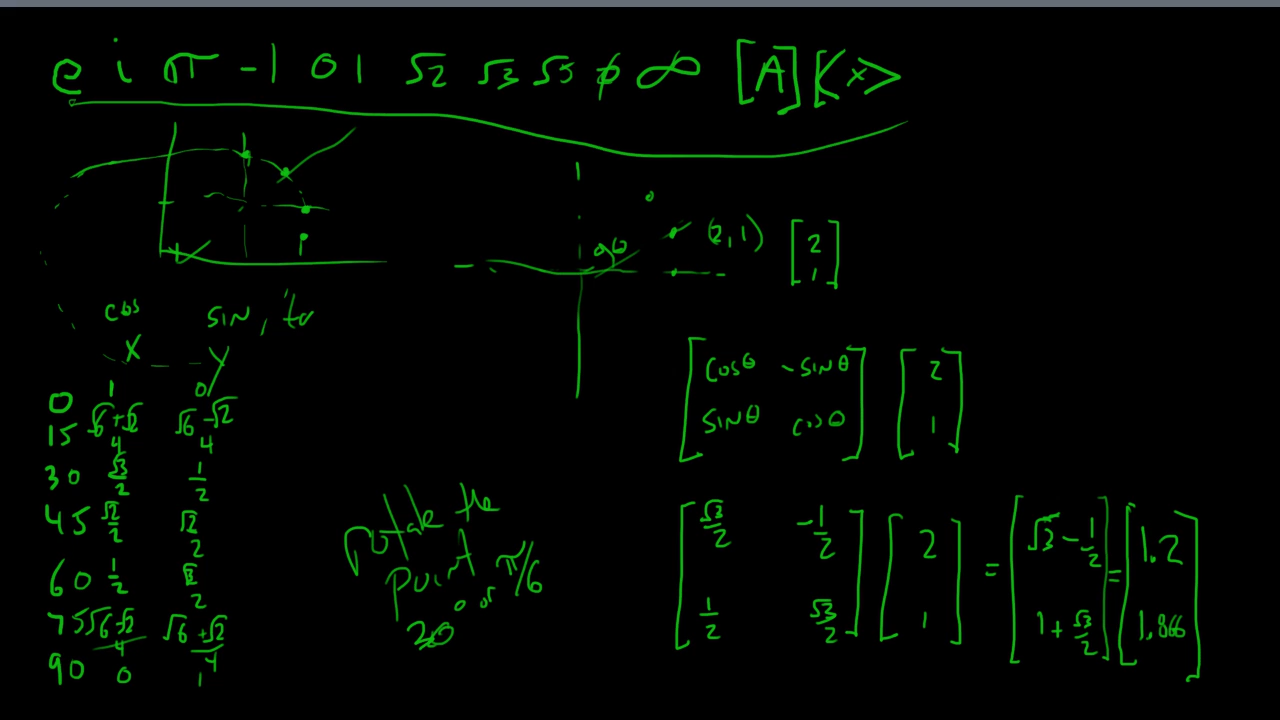 e i π -1 0 1 √2 √3 √5 ϕ ∞ [A] [<x>
(2,1) [2 1]
cos sin,
x y
0 1 0
15 √6+√2/4 √6-√2/4
30 √3/2 1/2
45 √2/2 √2/2
60 1/2 √3/2
75 √6-√2/4 √6+√2/4
90 0 1
Rotate the
point
30° or π/6
[cosθ -sinθ] [2]
[sinθ cosθ] [1]
[√3/2 -1/2] [2] = [√3-1/2] = [1.2]
[1/2 √3/2] [1] [1+√3/2] [1.866]